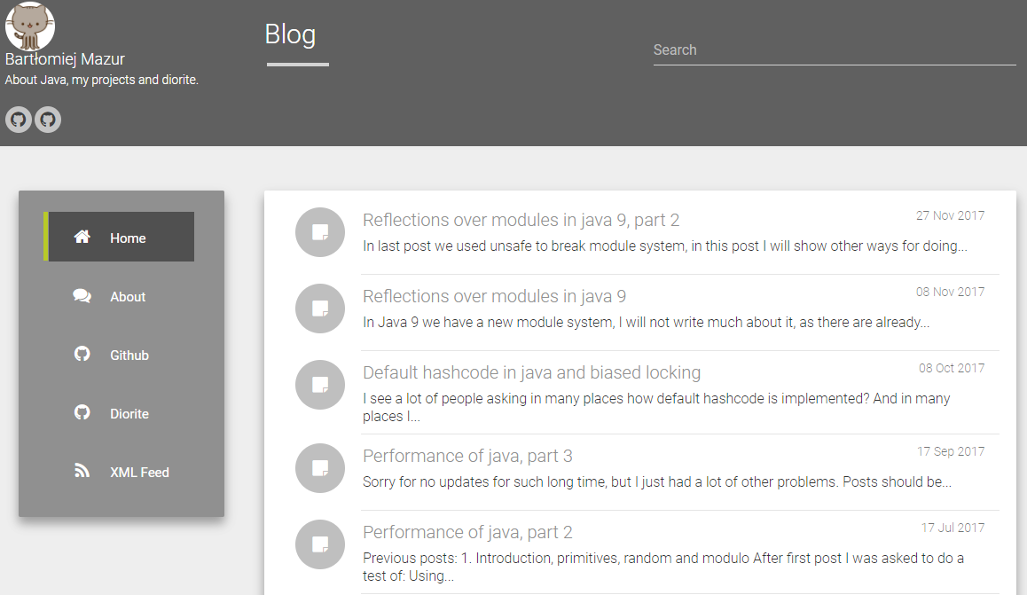 Bartłomiej Mazur
About Java, my projects and diorite.
Blog
Search
Home
About
Github
Diorite
XML Feed
Reflections over modules in java 9, part 2
27 Nov 2017
In last post we used unsafe to break module system, in this post I will show other ways for doing...
Reflections over modules in java 9
08 Nov 2017
In Java 9 we have a new module system, I will not write much about it, as there are already...
Default hashcode in java and biased locking
08 Oct 2017
I see a lot of people asking in many places how default hashcode is implemented? And in many
places I...
Performance of java, part 3
17 Sep 2017
Sorry for no updates for such long time, but I just had a lot of other problems. Posts should be...
Performance of java, part 2
17 Jul 2017
Previous posts: 1. Introduction, primitives, random and modulo After first post I was asked to do a
test of: Using...